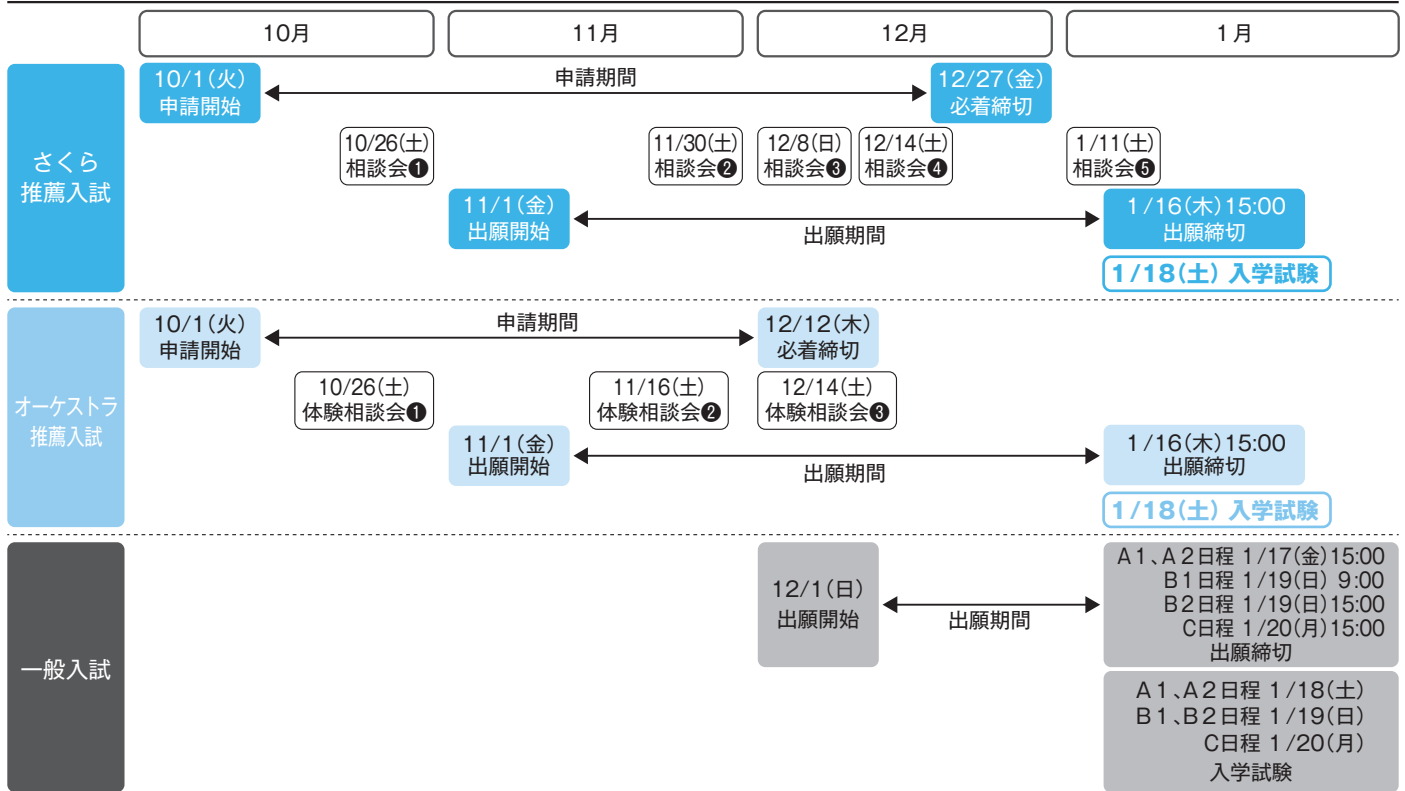 10月
11月
12月
1月
さくら
推薦入試
10/1(火)
申請開始
申請期間
12/27(金)
必着締切
10/26(土)
相談会❶
11/30(土)
相談会❷
12/8(日)
相談会❸
12/14(土)
相談会❹
1/11(土)
相談会❺
11/1(金)
出願開始
出願期間
1/16(木)15:00
出願締切
1/18(土) 入学試験
オーケストラ
推薦入試
10/1(火)
申請開始
申請期間
12/12(木)
必着締切
10/26(土)
体験相談会❶
11/16(土)
体験相談会❷
12/14(土)
体験相談会❸
11/1(金)
出願開始
出願期間
1/16(木)15:00
出願締切
1/18(土) 入学試験
一般入試
12/1(日)
出願開始
出願期間
A1、A2日程 1/17(金)15:00
B1日程 1/19(日) 9:00
B2日程 1/19(日)15:00
C日程 1/20(月)15:00
出願締切
A1、A2日程 1/18(土)
B1、B2日程 1/19(日)
C日程 1/20(月)
入学試験